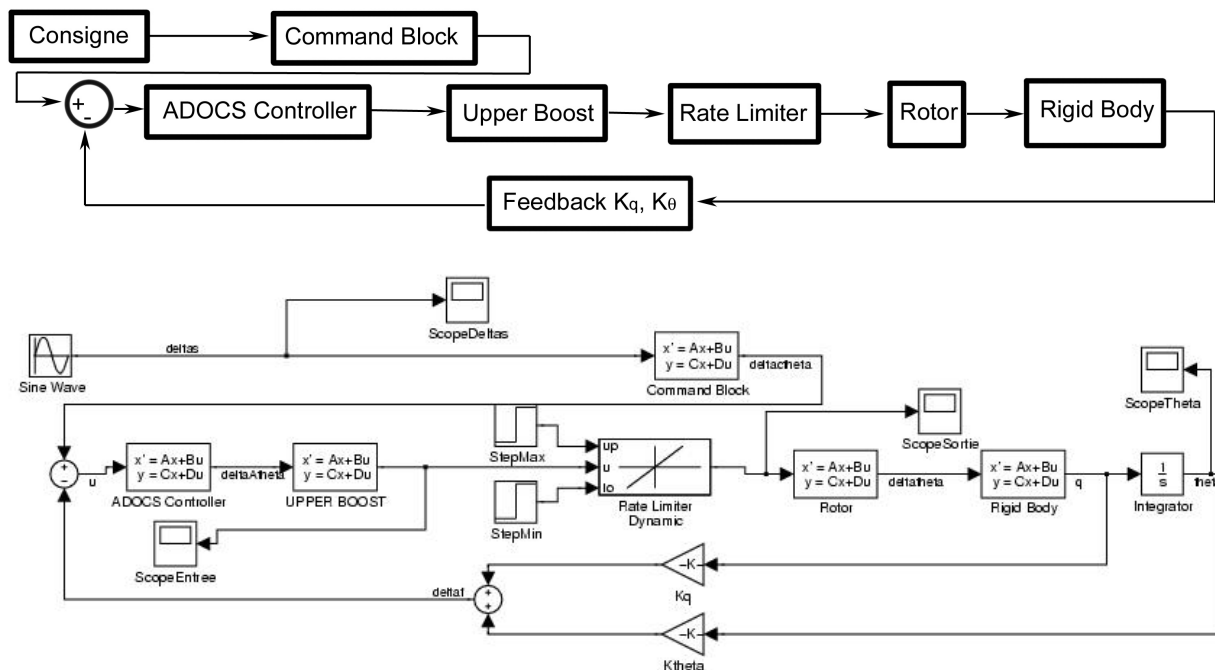 Consigne
Command Block
+
-
ADOCS Controller
Upper Boost
Rate Limiter
Rotor
Rigid Body
Feedback Kq, Kθ
ScopeDeltas
deltas
Sine Wave
x' = Ax+Bu
y = Cx+Du
deltactheta
Command Block
ScopeTheta
ScopeSortie
StepMax
up
u
lo
Rate Limiter
Dynamic
+
−
u
x' = Ax+Bu
y = Cx+Du
ADOCS Controller
deltaAtheta
x' = Ax+Bu
y = Cx+Du
UPPER BOOST
StepMin
x' = Ax+Bu
y = Cx+Du
Rotor
deltatheta
x' = Ax+Bu
y = Cx+Du
Rigid Body
q
1
s
Integrator
thet
ScopeEntree
-K-
Kq
deltaf
+
+
-K-
Ktheta